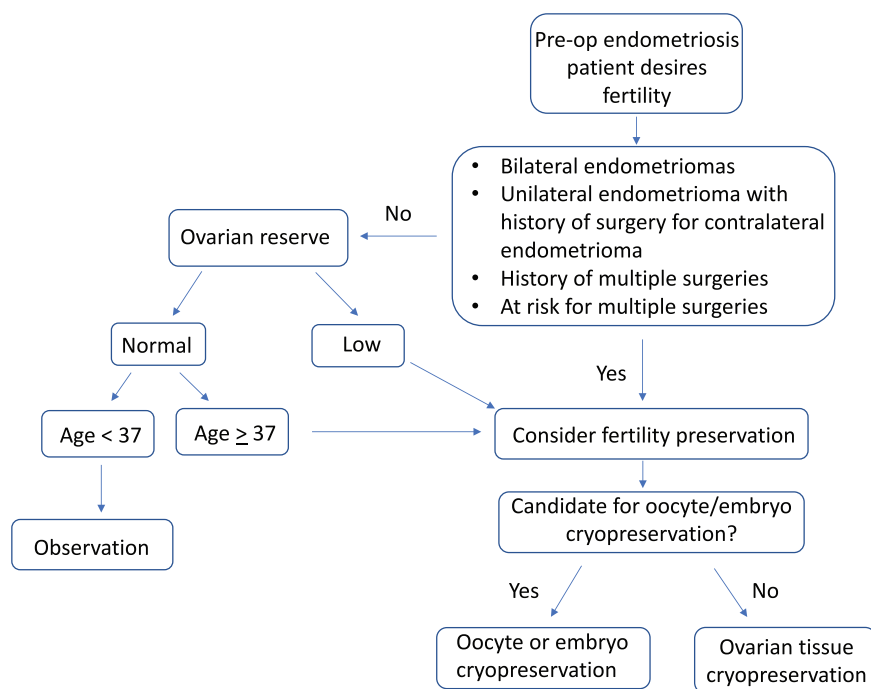 Pre-op endometriosis
patient desires
fertility
• Bilateral endometriomas
• Unilateral endometrioma with
history of surgery for contralateral
endometrioma
• History of multiple surgeries
• At risk for multiple surgeries
No
Ovarian reserve
Normal
Low
Yes
Age < 37
Age ≥ 37
Consider fertility preservation
Observation
Candidate for oocyte/embryo
cryopreservation?
Yes
No
Oocyte or embryo
cryopreservation
Ovarian tissue
cryopreservation